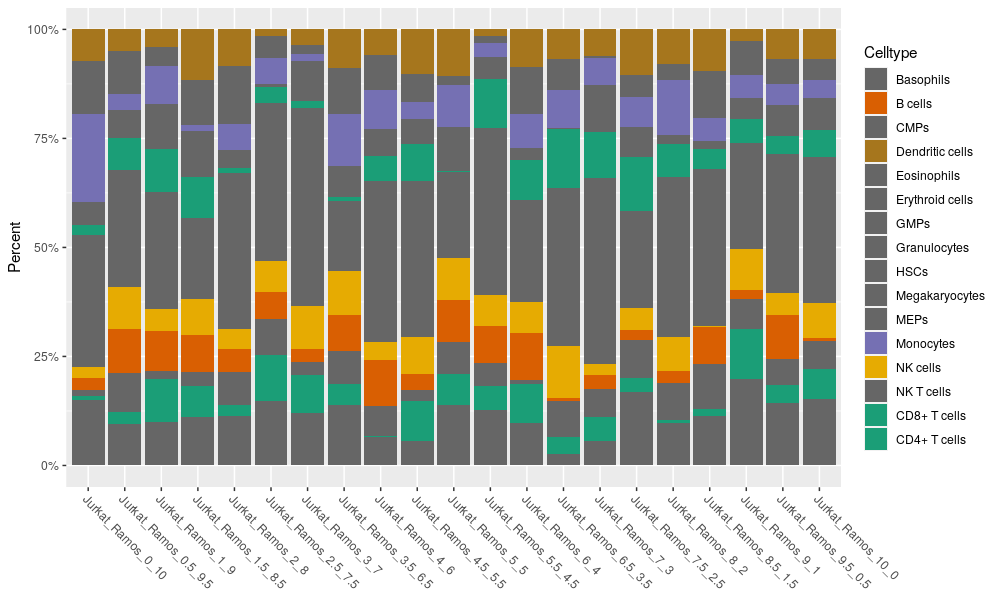 100%
75%
50%
25%
0%
Percent
Jurkat_Ramos_0_10
Jurkat_Ramos_0.5_9.5
Jurkat_Ramos_1_9
Jurkat_Ramos_1.5_8.5
Jurkat_Ramos_2_8
Jurkat_Ramos_2.5_7.5
Jurkat_Ramos_3_7
Jurkat_Ramos_3.5_6.5
Jurkat_Ramos_4_6
Jurkat_Ramos_4.5_5.5
Jurkat_Ramos_5_5
Jurkat_Ramos_5.5_4.5
Jurkat_Ramos_6_4
Jurkat_Ramos_6.5_3.5
Jurkat_Ramos_7_3
Jurkat_Ramos_7.5_2.5
Jurkat_Ramos_8_2
Jurkat_Ramos_8.5_1.5
Jurkat_Ramos_9_1
Jurkat_Ramos_9.5_0.5
Jurkat_Ramos_10_0
Celltype
Basophils
B cells
CMPs
Dendritic cells
Eosinophils
Erythroid cells
GMPs
Granulocytes
HSCs
Megakaryocytes
MEPs
Monocytes
NK cells
NK T cells
CD8+ T cells
CD4+ T cells